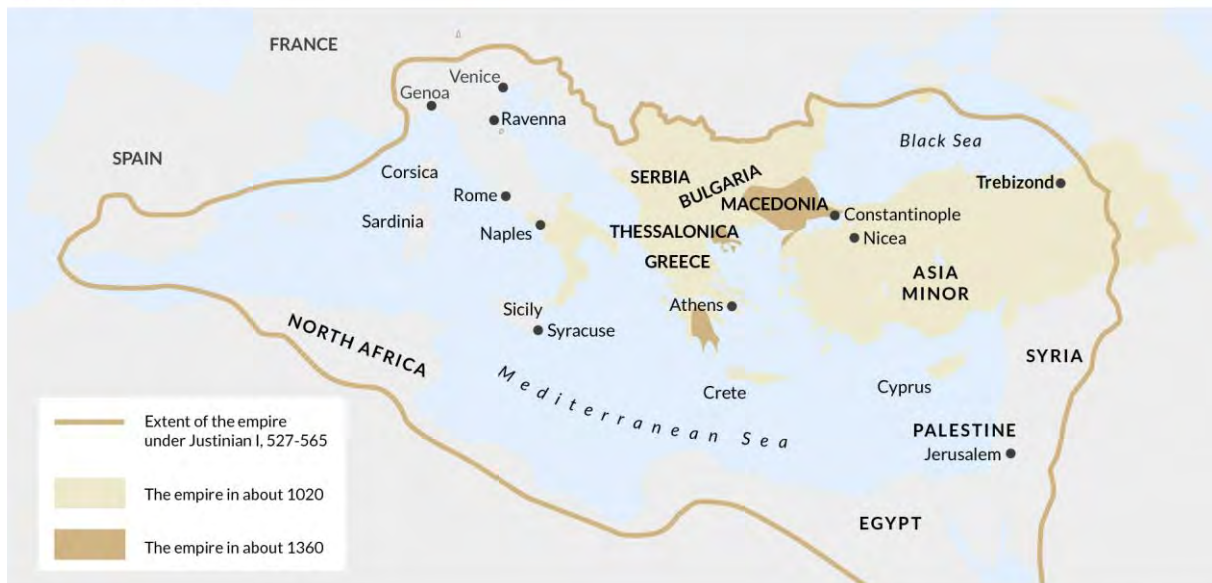 FRANCE
Venice
Genoa
Ravenna
Black Sea
SPAIN
Corsica
SERBIA
BULGARIA
Trebizond
Rome
MACEDONIA
Sardinia
Constantinople
Naples
THESSALONICA
Nicea
GREECE
ASIA
MINOR
Athens
Sicily
Syracuse
NORTH AFRICA
SYRIA
Crete
Cyprus
Mediterranean Sea
PALESTINE
Jerusalem
EGYPT
Extent of the empire
under Justinian I, 527-565
The empire in about 1020
The empire in about 1360